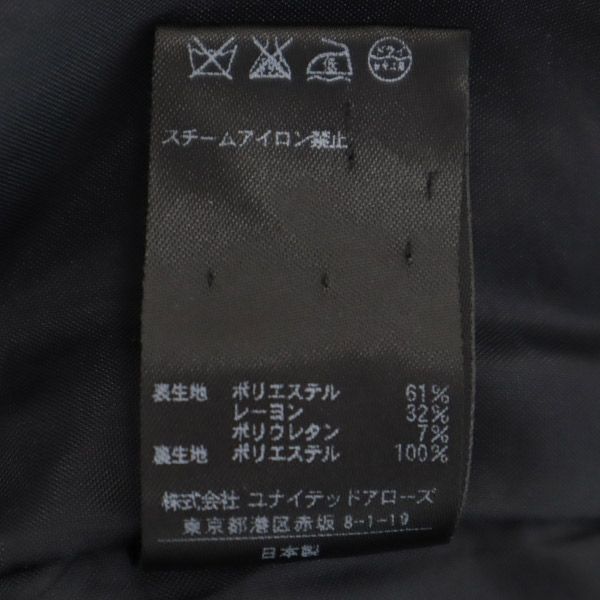 低 ドライ セキユ系
スチームアイロン禁止
表生地 ポリエステル 61%
レーヨン 32%
ポリウレタン 7%
裏生地 ポリエステル 100%
株式会社 ユナイテッドアローズ
東京都港区赤坂 8-1-19
日本製